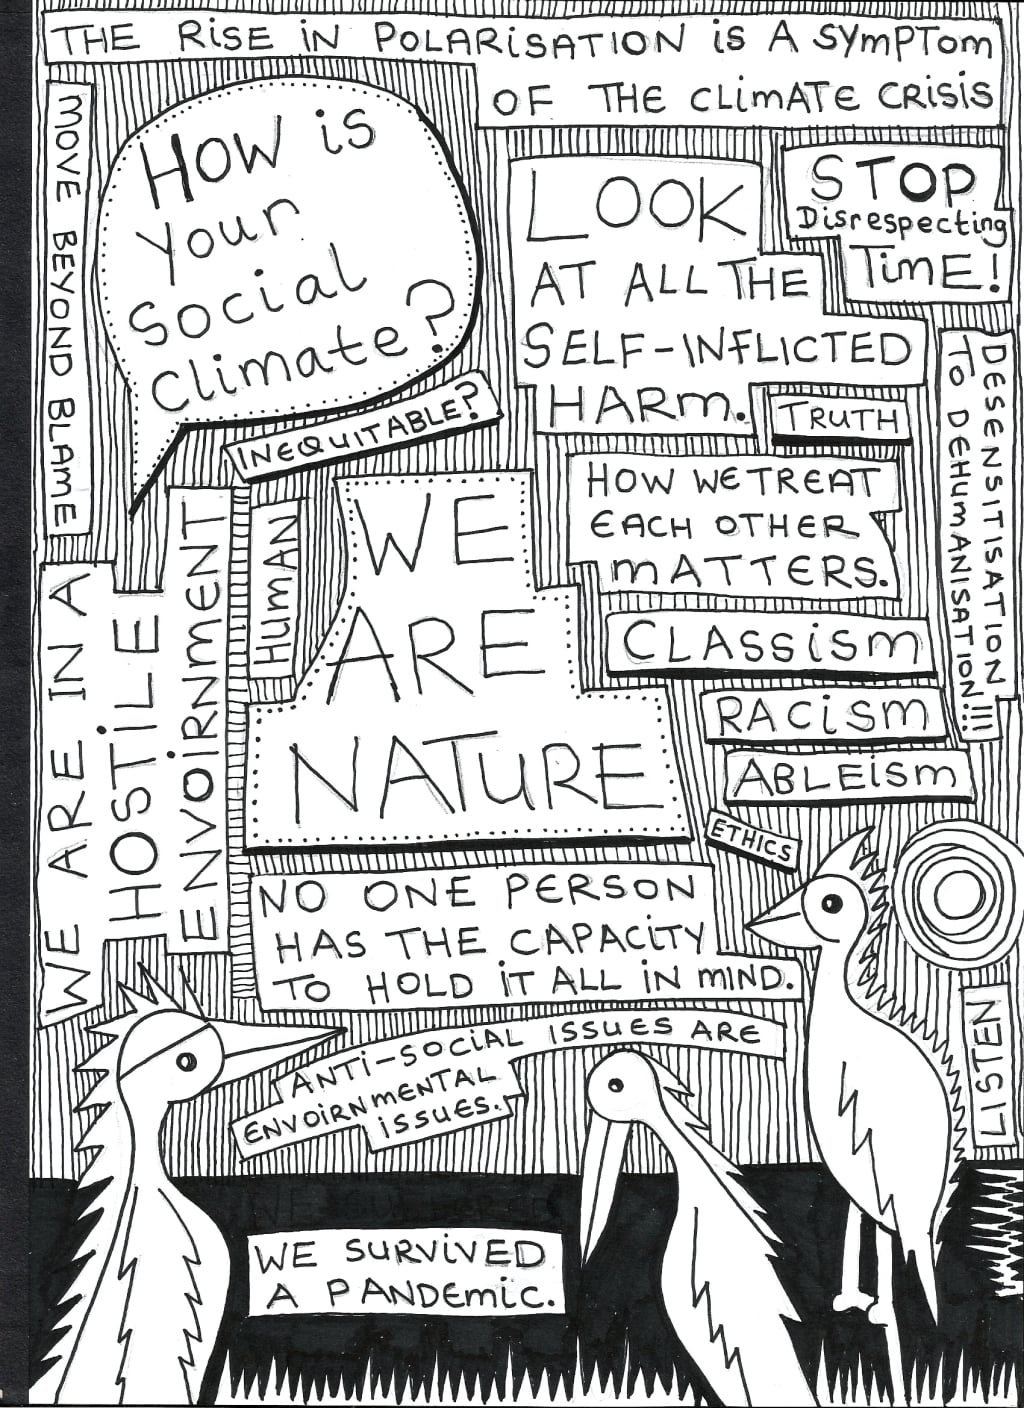 THE RISE IN POLARISATION IS A SYMPTOM
OF THE CLIMATE CRISIS
MOVE BEYOND BLAME
How is
your
Social
Climate?
INEQUITABLE?
LOOK
AT ALL THE
SELF-INFLICTED
HARM.
STOP
Disrespecting
TIME!
TRUTH
DESENSITISATION
TO DEHUMANISATION!!!
HOW WE TREAT
EACH OTHER
MATTERS.
WE ARE IN A
HOSTILE
ENVOIRNMENT
HUMAN
WE
ARE
NATURE
CLASSISM
RACISM
ABLEISM
ETHICS
NO ONE PERSON
HAS THE CAPACITY
TO HOLD IT ALL IN MIND.
LISTEN
ANTI-SOCIAL ISSUES ARE
ENVOIRNMENTAL
ISSUES.
WE SURVIVED
A PANDEMIC.